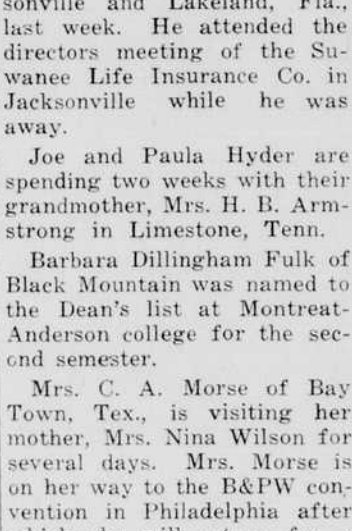 sonville and Lakeland, Fla.,
last week. He attended the
directors meeting of the Su-
wanee Life Insurance Co. in
Jacksonville while he was
away.
Joe and Paula Hyder are
spending two weeks with their
grandmother, Mrs. H. B. Arm-
strong in Limestone, Tenn.
Barbara Dillingham Fulk of
Black Mountain was named to
the Dean's list at Montreat-
Anderson college for the sec-
ond semester.
Mrs. C. A. Morse of Bay
Town, Tex., is visiting her
mother, Mrs. Nina Wilson for
several days. Mrs. Morse is
on her way to the B&PW con-
vention in Philadelphia after